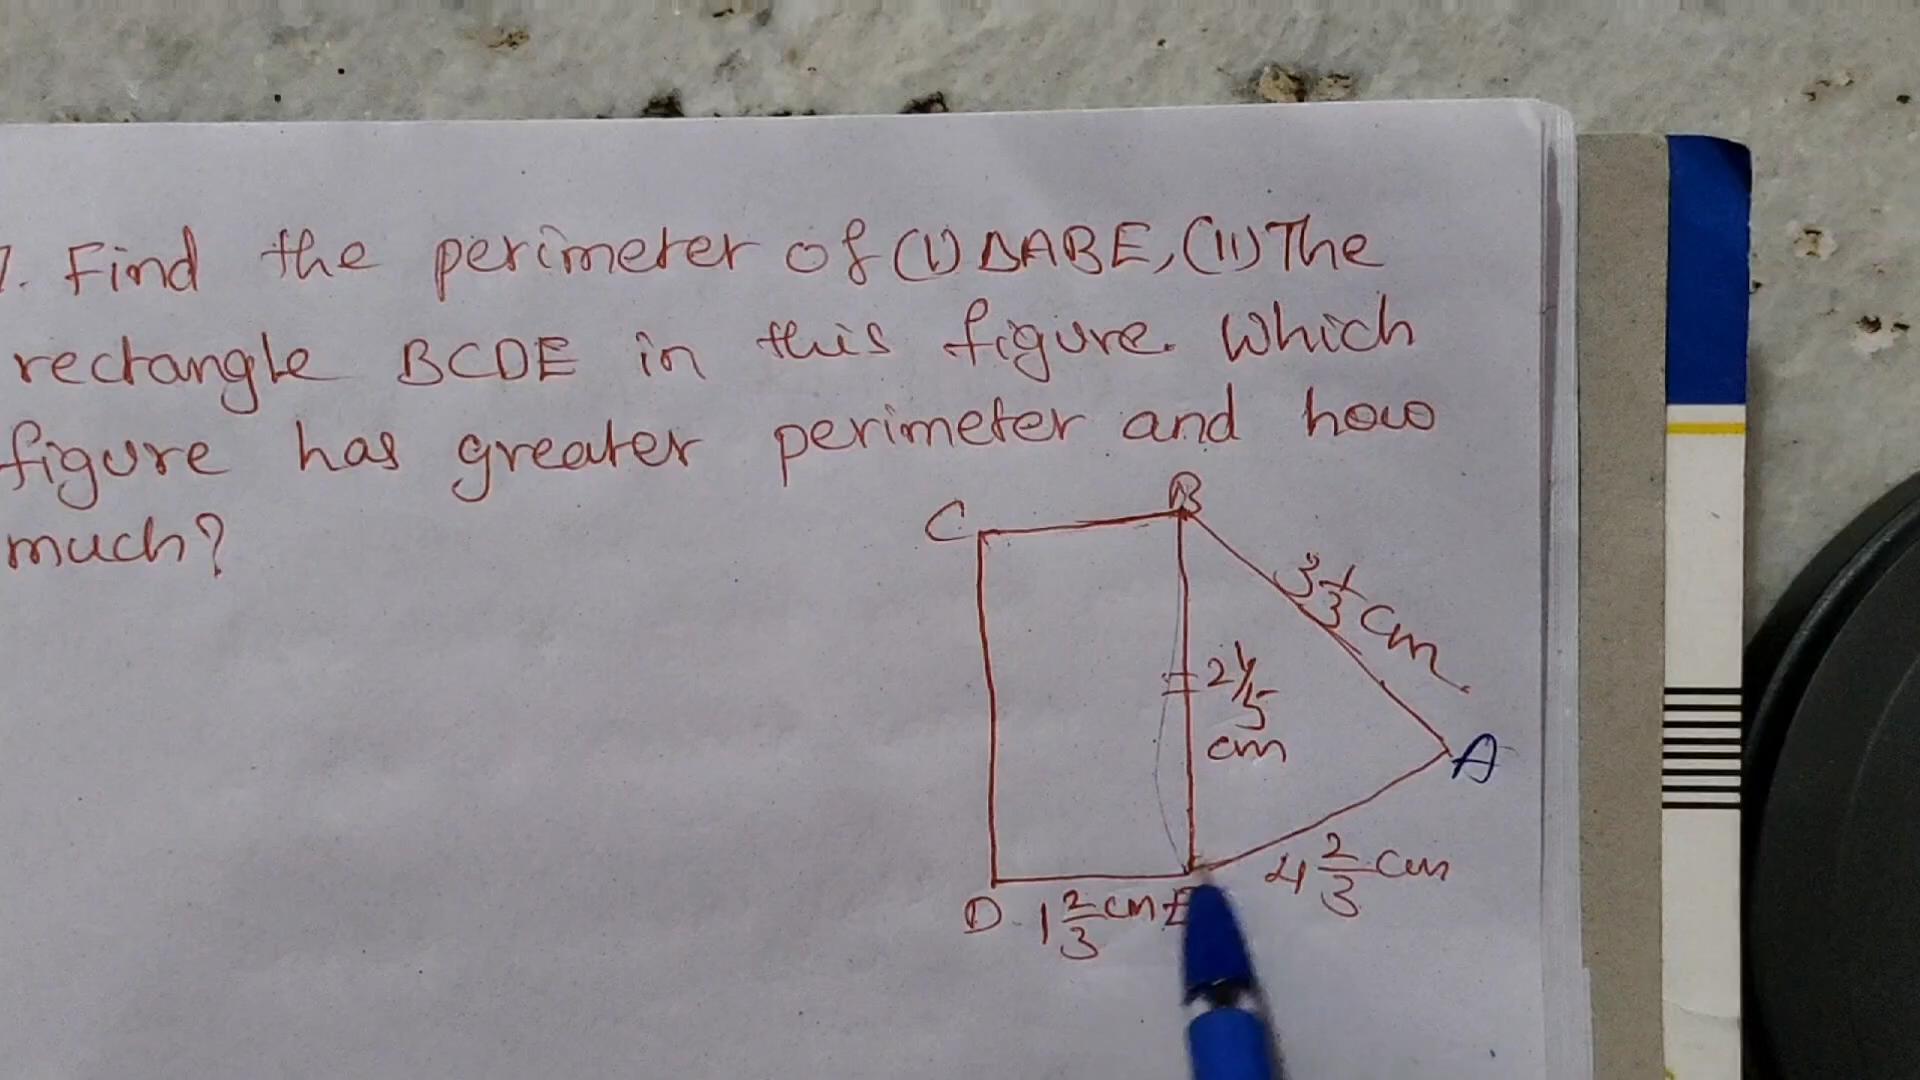 7. Find the perimeter of (i) ΔABE, (ii) The
rectangle BCDE in this figure. Which
figure has greater perimeter and how
much?
B
C
3 1/3 cm
2 4/5
cm
A
4 2/3 cm
D 1 2/3 cm E